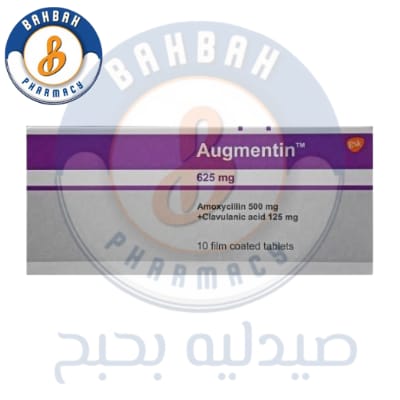 BAHBAH
PHARMACY
BAHBAH
Augmentin™
gsk
625 mg
Amoxycillin 500 mg
+Clavulanic acid 125 mg
10 film coated tablets
PHARMACY
صيدليه بحبح